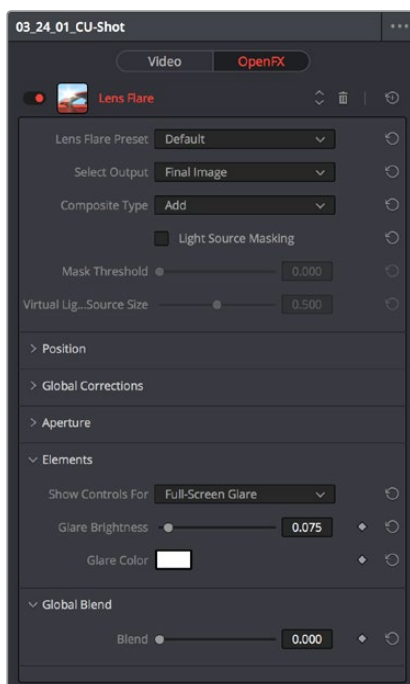 03_24_01_CU-Shot
Video OpenFX
Lens Flare
Lens Flare Preset Default
Select Output Final Image
Composite Type Add
Light Source Masking
Mask Threshold 0.000
Virtual Lig...Source Size 0.500
Position
Global Corrections
Aperture
Elements
Show Controls For Full-Screen Glare
Glare Brightness 0.075
Glare Color
Global Blend
Blend 0.000